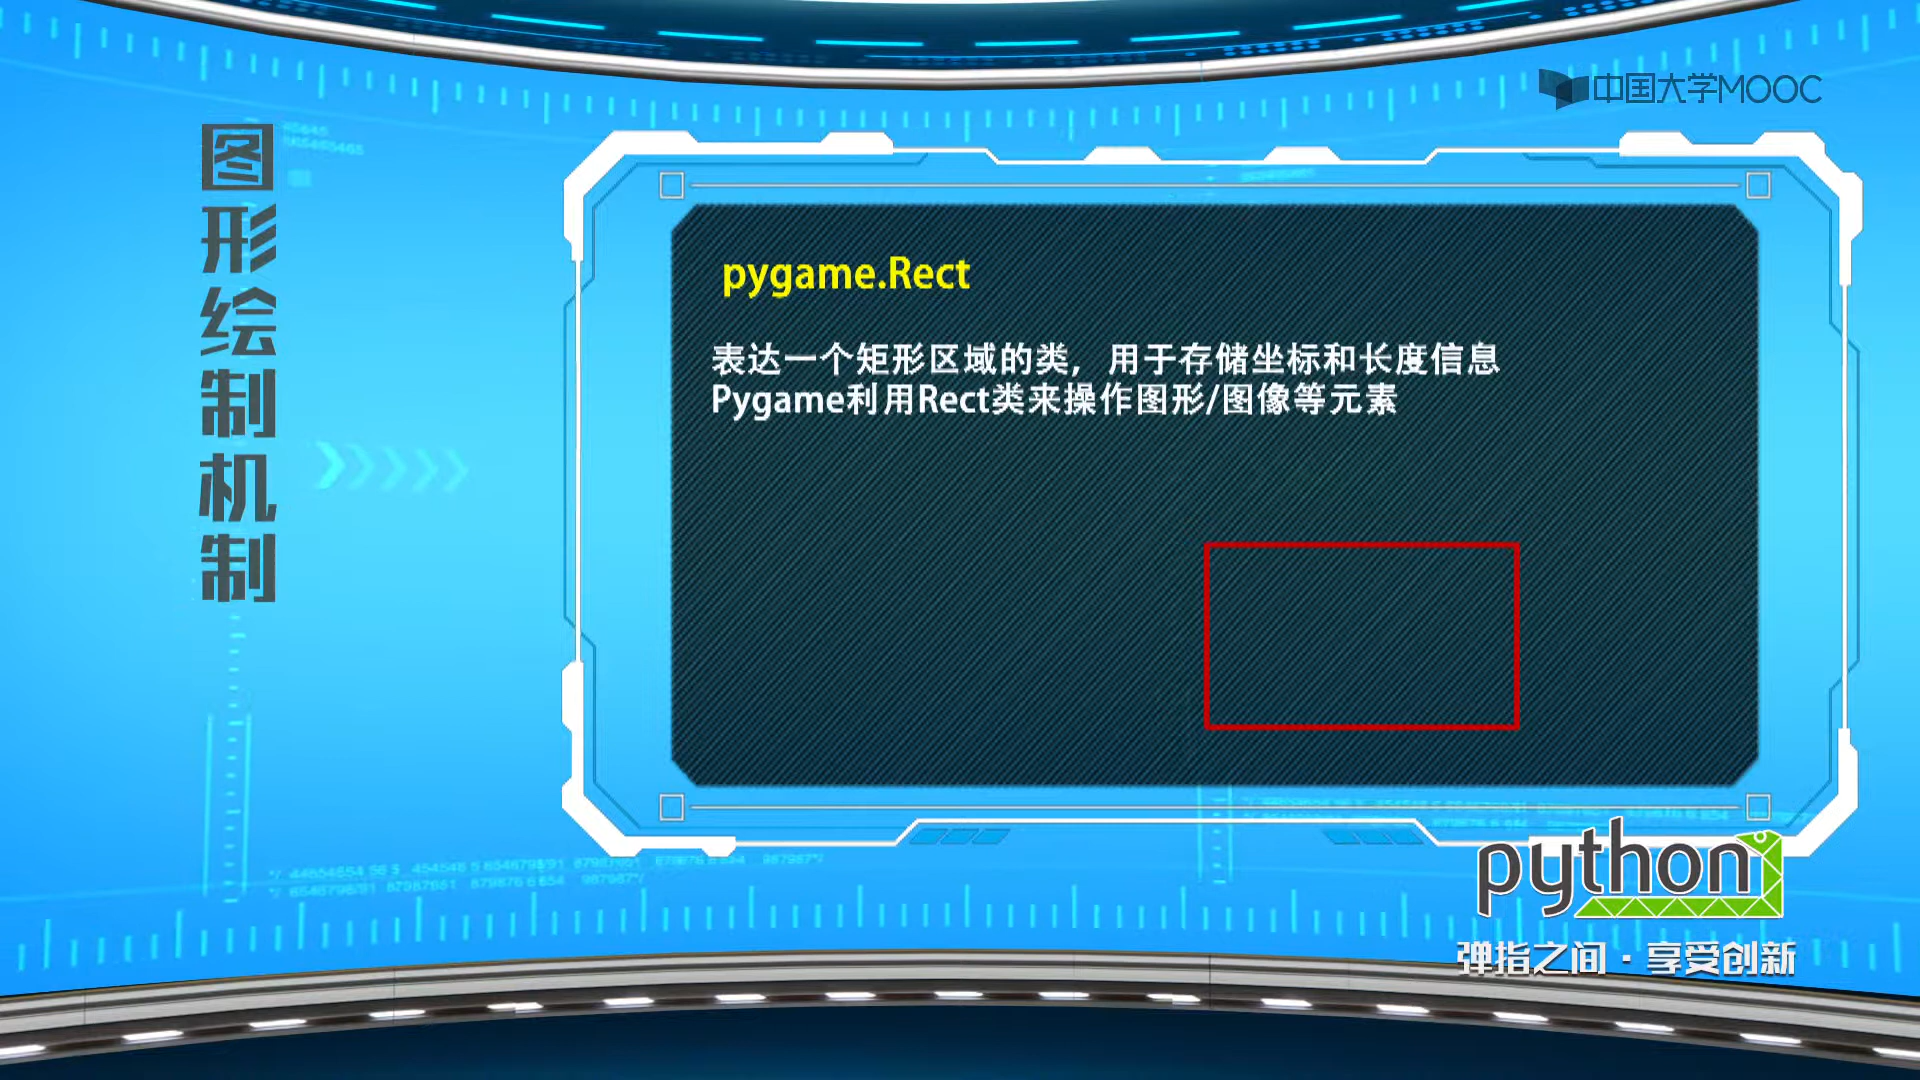 中国大学MOOC
图形绘制机制
pygame.Rect
表达一个矩形区域的类，用于存储坐标和长度信息
Pygame利用Rect类来操作图形/图像等元素
python
弹指之间·享受创新